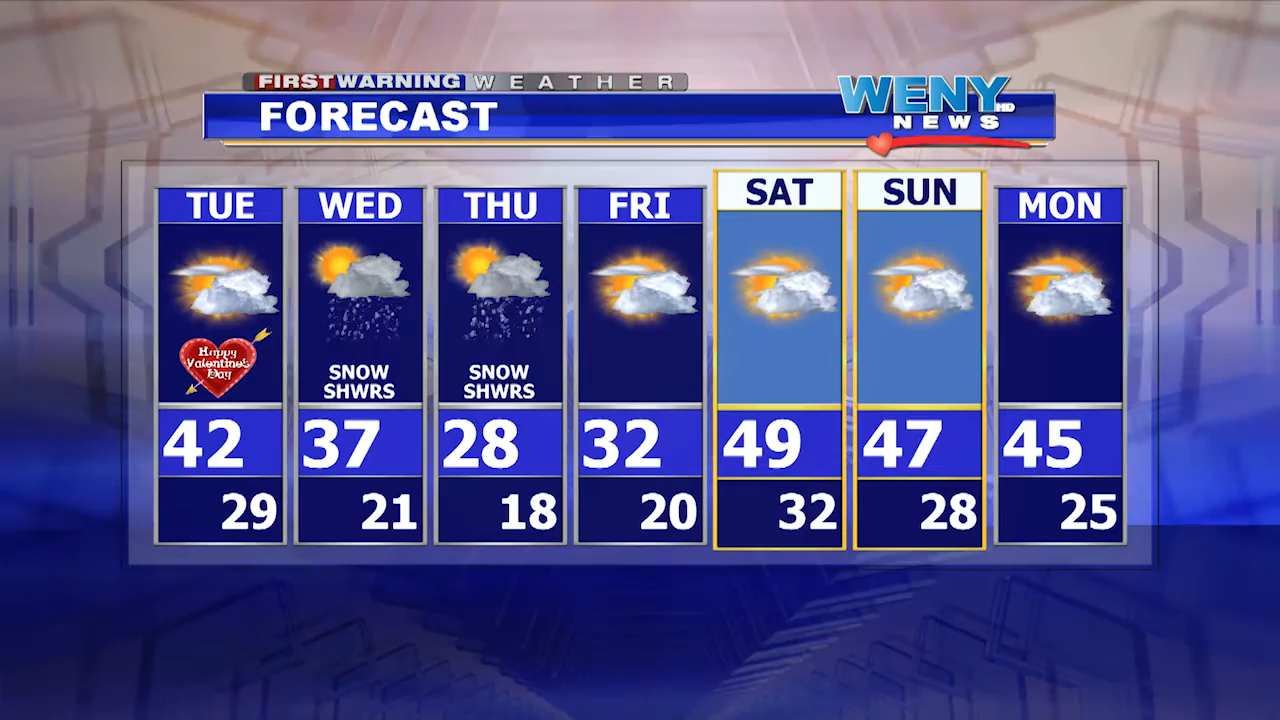 FIRST WARNING WEATHER
FORECAST
WENY HD
NEWS
TUE
WED
THU
FRI
SAT
SUN
MON
Happy
Valentine's
Day
SNOW
SHWRS
SNOW
SHWRS
42
37
28
32
49
47
45
29
21
18
20
32
28
25